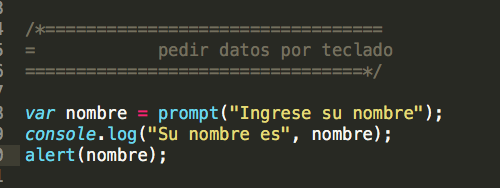 /*================================
=            pedir datos por teclado
================================*/
var nombre = prompt("Ingrese su nombre");
console.log("Su nombre es", nombre);
alert(nombre);